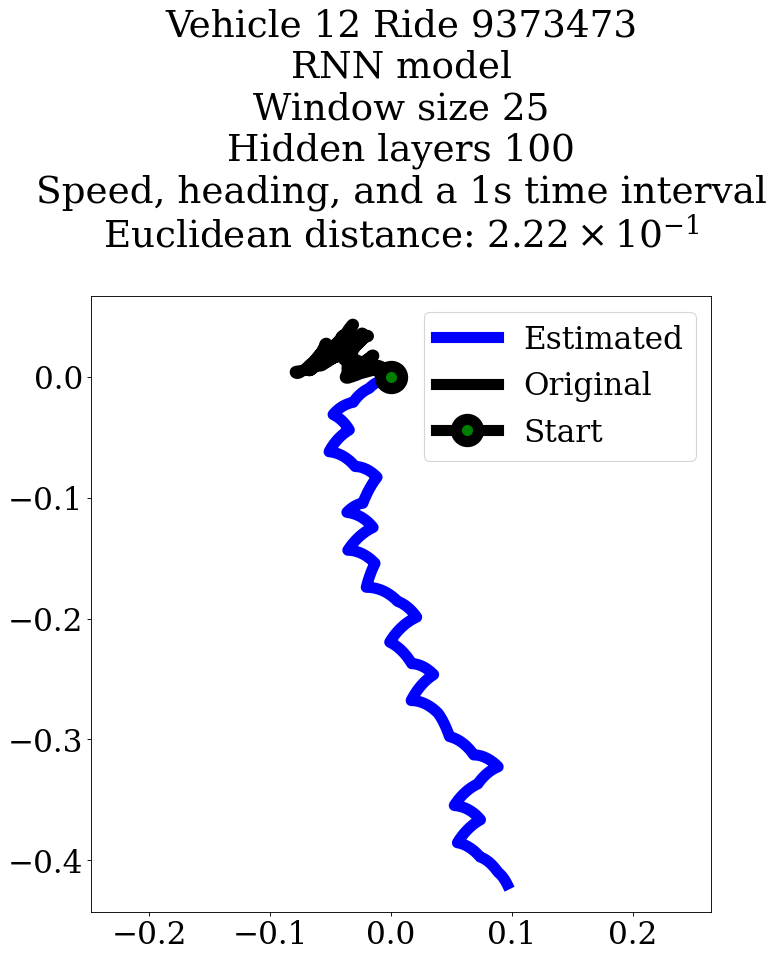 Vehicle 12 Ride 9373473
RNN model
Window size 25
Hidden layers 100
Speed, heading, and a 1s time interval
Euclidean distance: 2.22 × 10⁻¹
Estimated
Original
Start
0.0
−0.1
−0.2
−0.3
−0.4
−0.2 −0.1 0.0 0.1 0.2